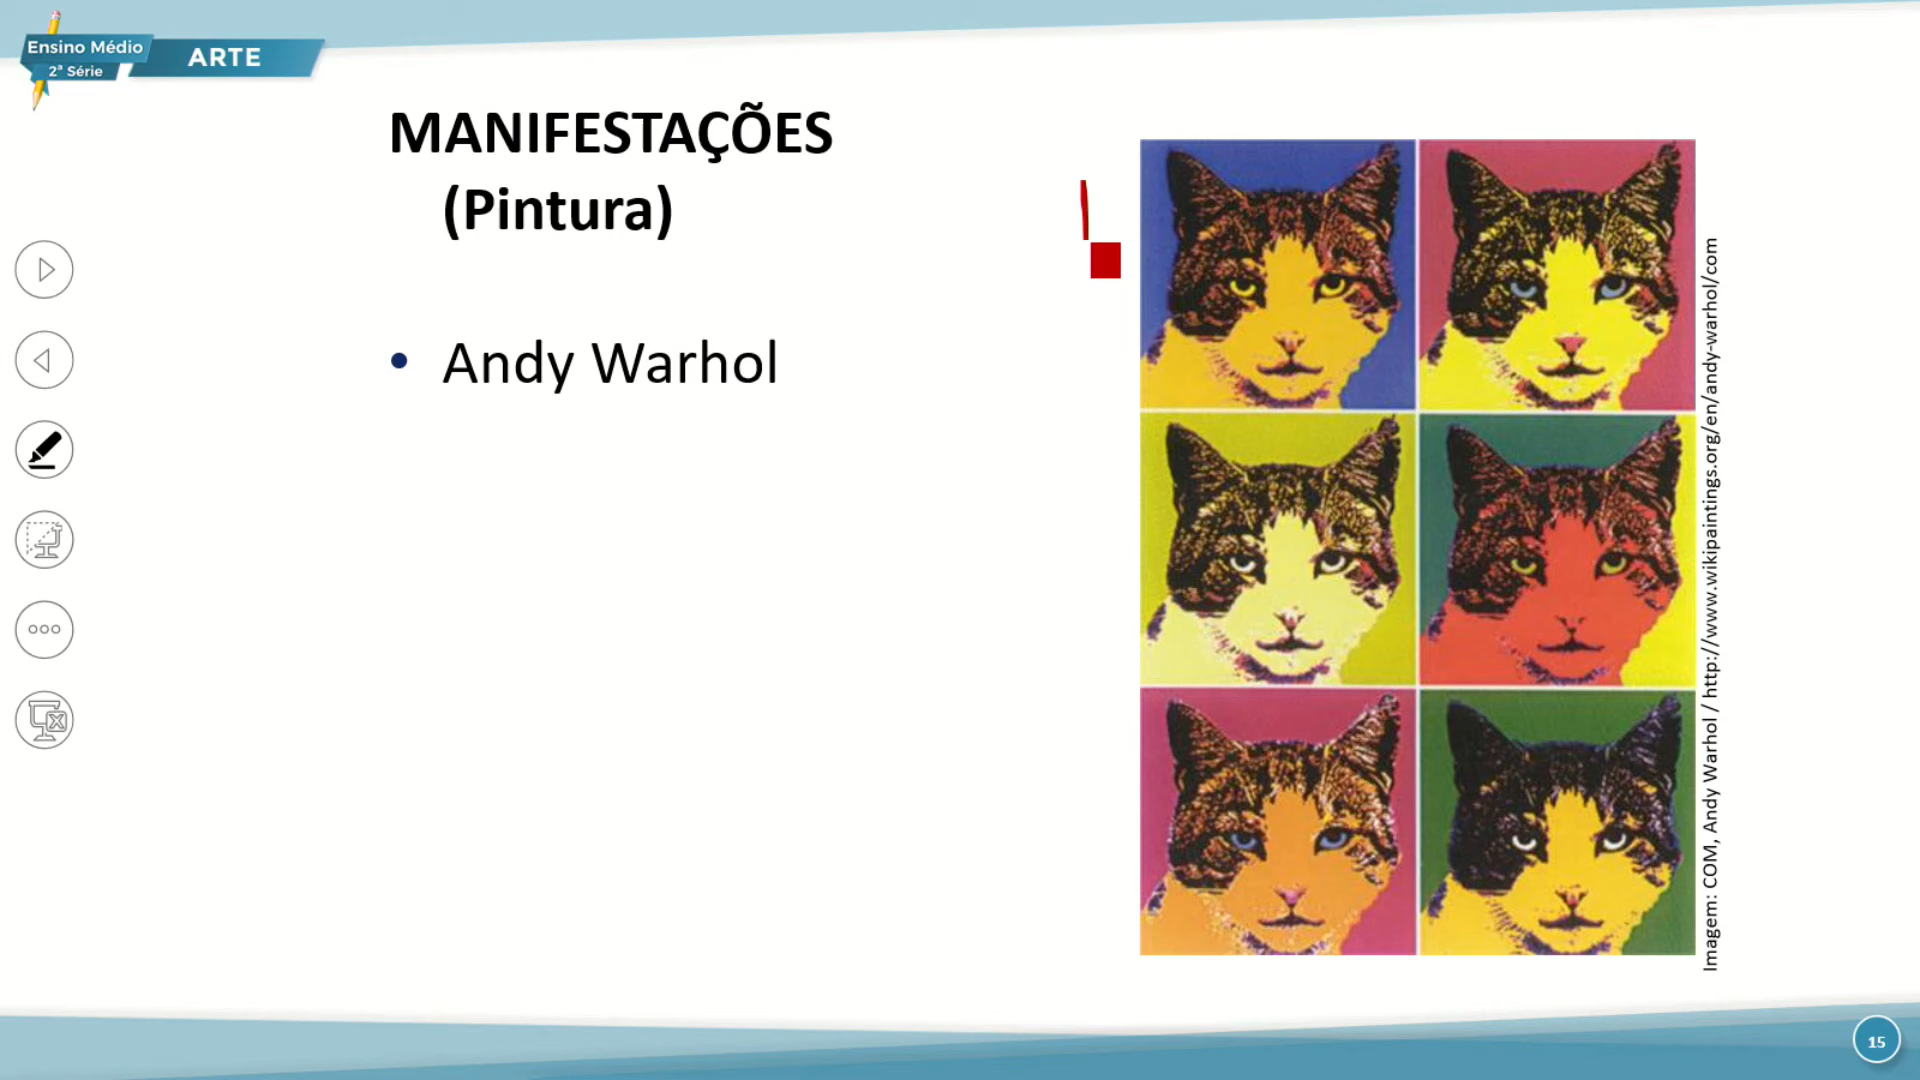 Ensino Médio
2ª Série
ARTE
MANIFESTAÇÕES
(Pintura)
• Andy Warhol
Imagem: COM, Andy Warhol / http://www.wikipaintings.org/en/andy-warhol/com
15